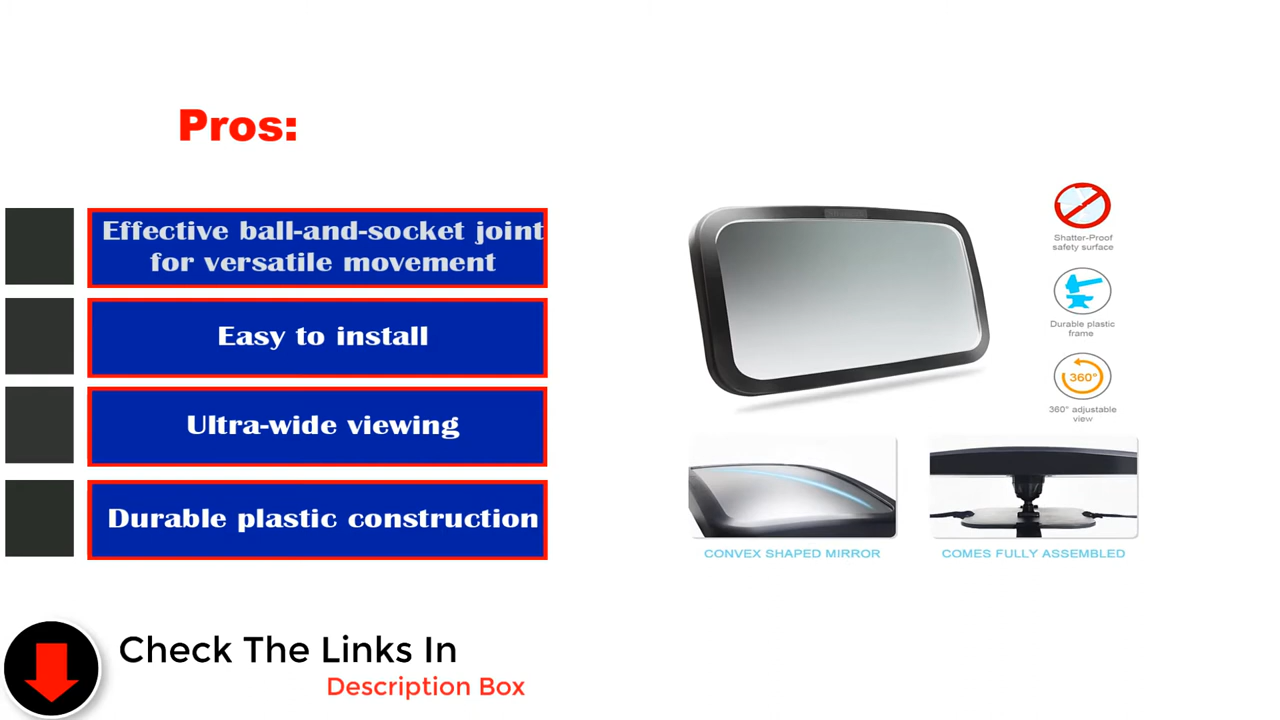 Pros:
Effective ball-and-socket joint
for versatile movement
Easy to install
Ultra-wide viewing
Durable plastic construction
Check The Links In
Description Box
Shatter-Proof
safety surface
Durable plastic
frame
360°
360° adjustable
view
CONVEX SHAPED MIRROR
COMES FULLY ASSEMBLED